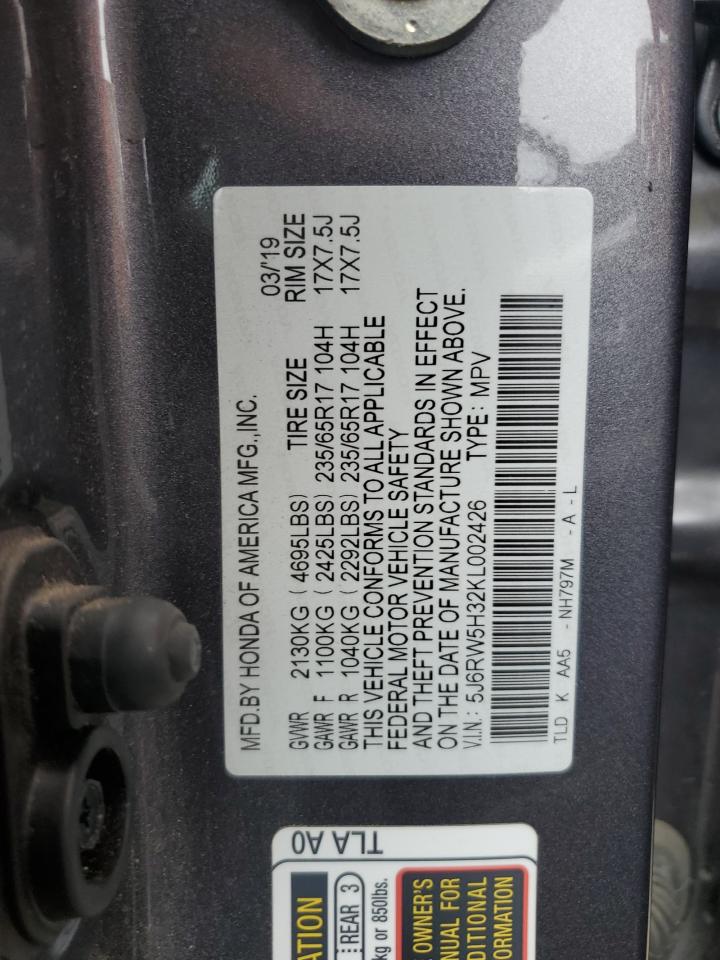 MFD.BY HONDA OF AMERICA MFG.,INC. 03/'19
GVWR 2130KG ( 4695LBS) TIRE SIZE RIM SIZE
GAWR F 1100KG ( 2425LBS) 235/65R17 104H 17X7.5J
GAWR R 1040KG ( 2292LBS) 235/65R17 104H 17X7.5J
THIS VEHICLE CONFORMS TO ALL APPLICABLE
FEDERAL MOTOR VEHICLE SAFETY
AND THEFT PREVENTION STANDARDS IN EFFECT
ON THE DATE OF MANUFACTURE SHOWN ABOVE.
V.I.N.: 5J6RW5H32KL002426 TYPE: MPV
TLD K AA5 - NH797M - A - L
TLA A0
ATION
REAR 3
kg or 850lbs.
OWNER'S
NUAL FOR
DITIONAL
FORMATION